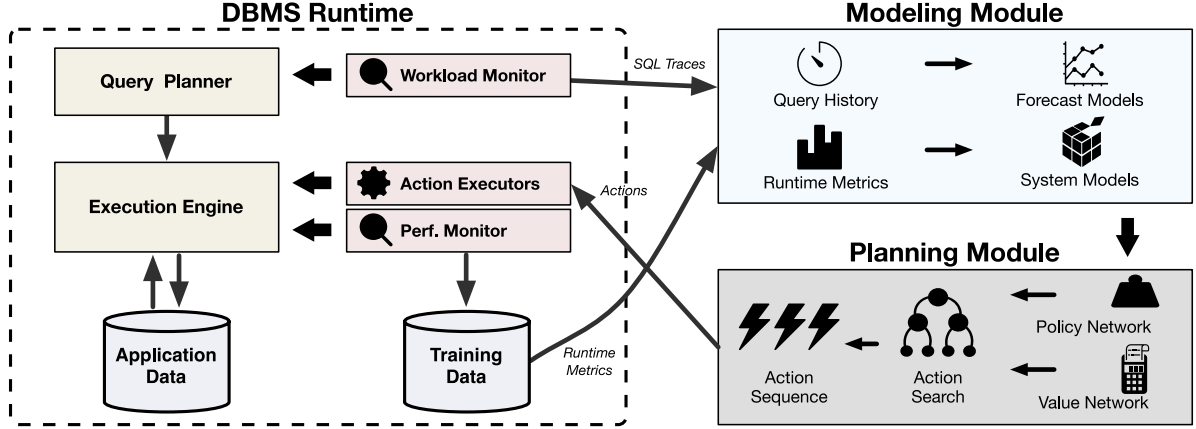 DBMS Runtime
Query Planner
Workload Monitor
SQL Traces
Execution Engine
Action Executors
Perf. Monitor
Actions
Application
Data
Training
Data
Runtime
Metrics
Modeling Module
Query History
Forecast Models
Runtime Metrics
System Models
Planning Module
Policy Network
Action
Sequence
Action
Search
Value Network